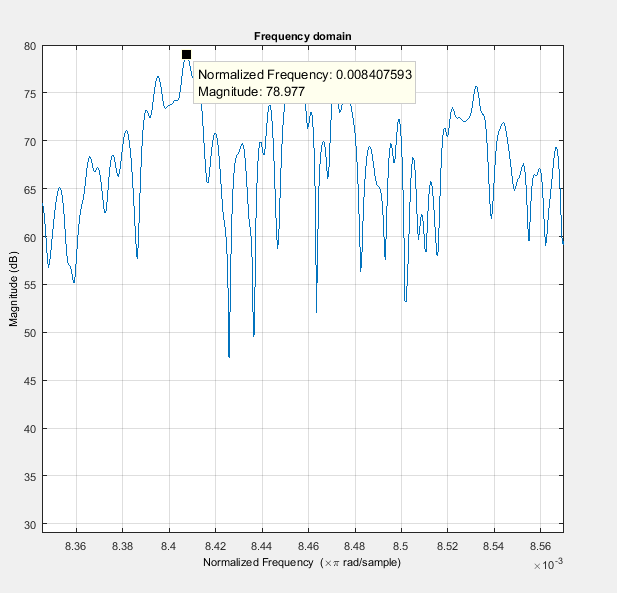 Frequency domain
80
Normalized Frequency: 0.008407593
Magnitude: 78.977
75
70
65
60
55
50
45
40
35
30
Magnitude (dB)
8.36 8.38 8.4 8.42 8.44 8.46 8.48 8.5 8.52 8.54 8.56
Normalized Frequency (×π rad/sample)
×10⁻³